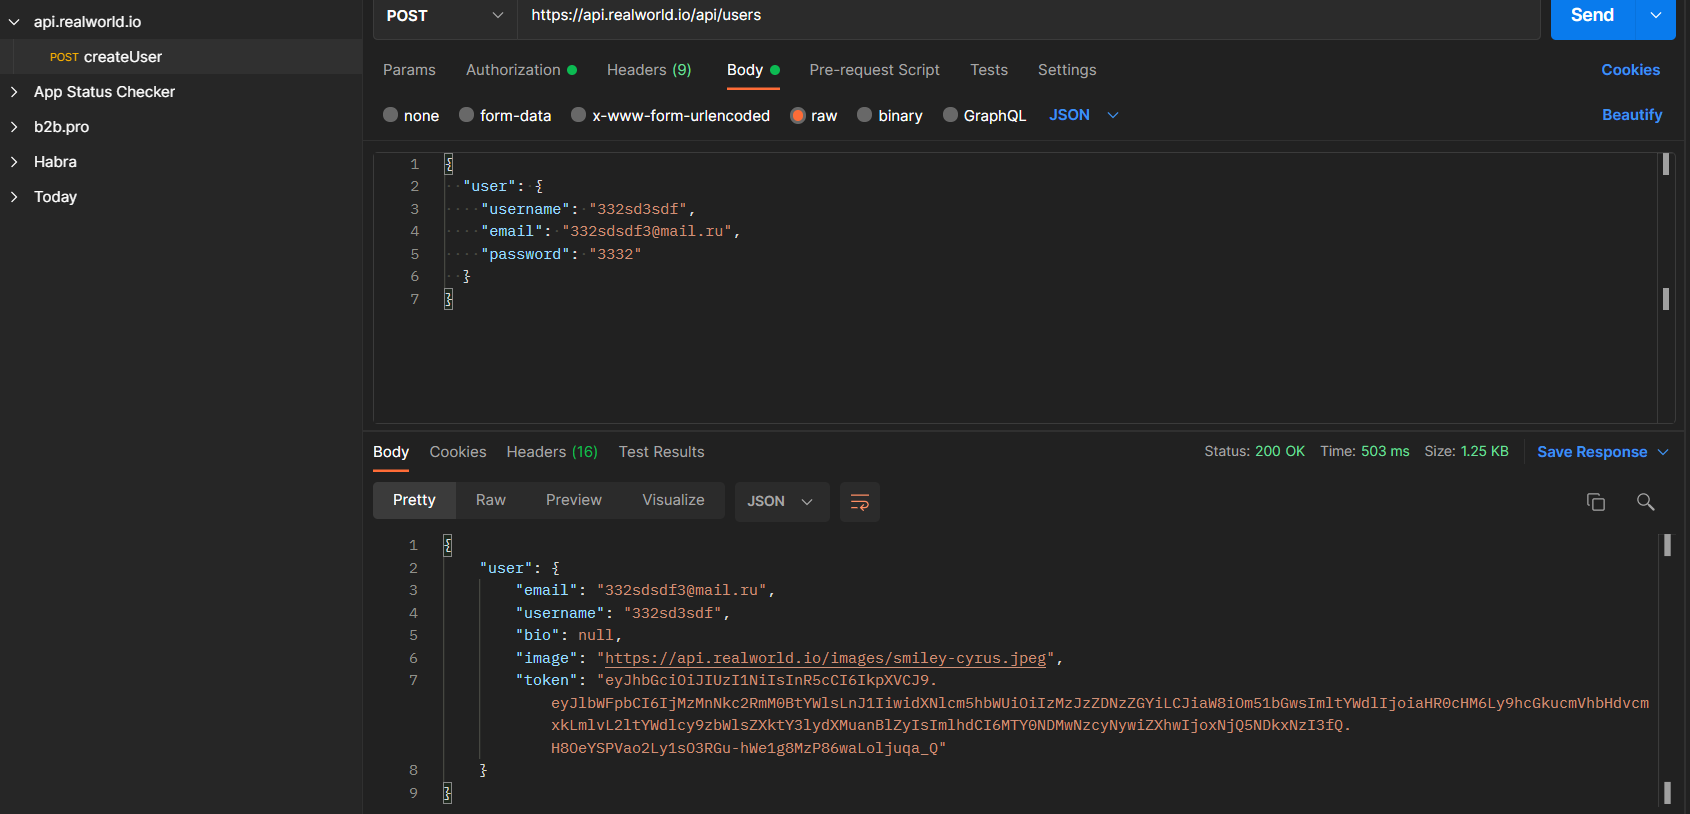 api.realworld.io
POST createUser
App Status Checker
b2b.pro
Habra
Today
POST https://api.realworld.io/api/users Send
Params Authorization Headers (9) Body Pre-request Script Tests Settings Cookies
none form-data x-www-form-urlencoded raw binary GraphQL JSON Beautify
1 {
2 "user": {
3 "username": "332sd3sdf",
4 "email": "332sdsdf3@mail.ru",
5 "password": "3332"
6 }
7 }
Body Cookies Headers (16) Test Results Status: 200 OK Time: 503 ms Size: 1.25 KB Save Response
Pretty Raw Preview Visualize JSON
1 {
2 "user": {
3 "email": "332sdsdf3@mail.ru",
4 "username": "332sd3sdf",
5 "bio": null,
6 "image": "https://api.realworld.io/images/smiley-cyrus.jpeg",
7 "token": "eyJhbGciOiJIUzI1NiIsInR5cCI6IkpXVCJ9.
eyJlbWFpbCI6IjMzMnNkc2RmM0BtYWlsLnJ1IiwidXNlcm5hbWUiOiIzMzJzZDNzZGYiLCJiaW8iOm51bGwsImltYWdlIjoiaHR0cHM6Ly9hcGkucmVhbHdvcm
xkLmlvL2ltYWdlcy9zbWlsZXktY3lydXMuanBlZyIsImlhdCI6MTY0NDMwNzcyNywiZXhwIjoxNjQ5NDkxNzI3fQ.
H8OeYSPVao2Ly1sO3RGu-hWe1g8MzP86waLoljuqa_Q"
8 }
9 }